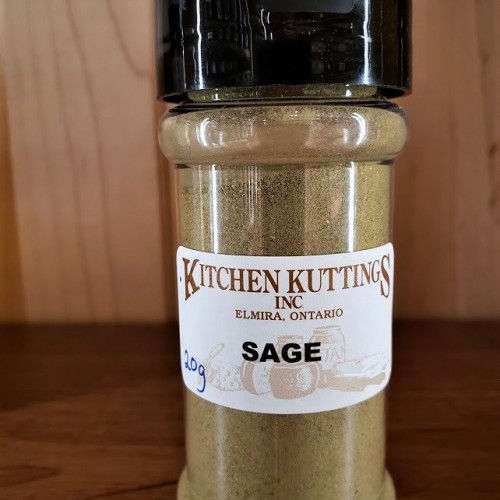 KITCHEN KUTTINGS
INC
ELMIRA, ONTARIO
SAGE
20g